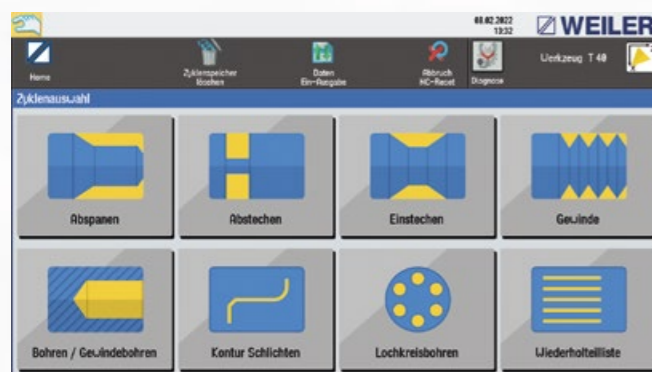 08.02.2022
13:32
WEILER
Home
Zyklenspeicher
löschen
Daten
Ein-Ausgabe
Abbruch
NC-Reset
Diagnose
Werkzeug T 40
Zyklenauswahl
Abspanen
Abstechen
Einstechen
Gewinde
Bohren / Gewindebohren
Kontur Schlichten
Lochkreisbohren
Wiederholteilliste